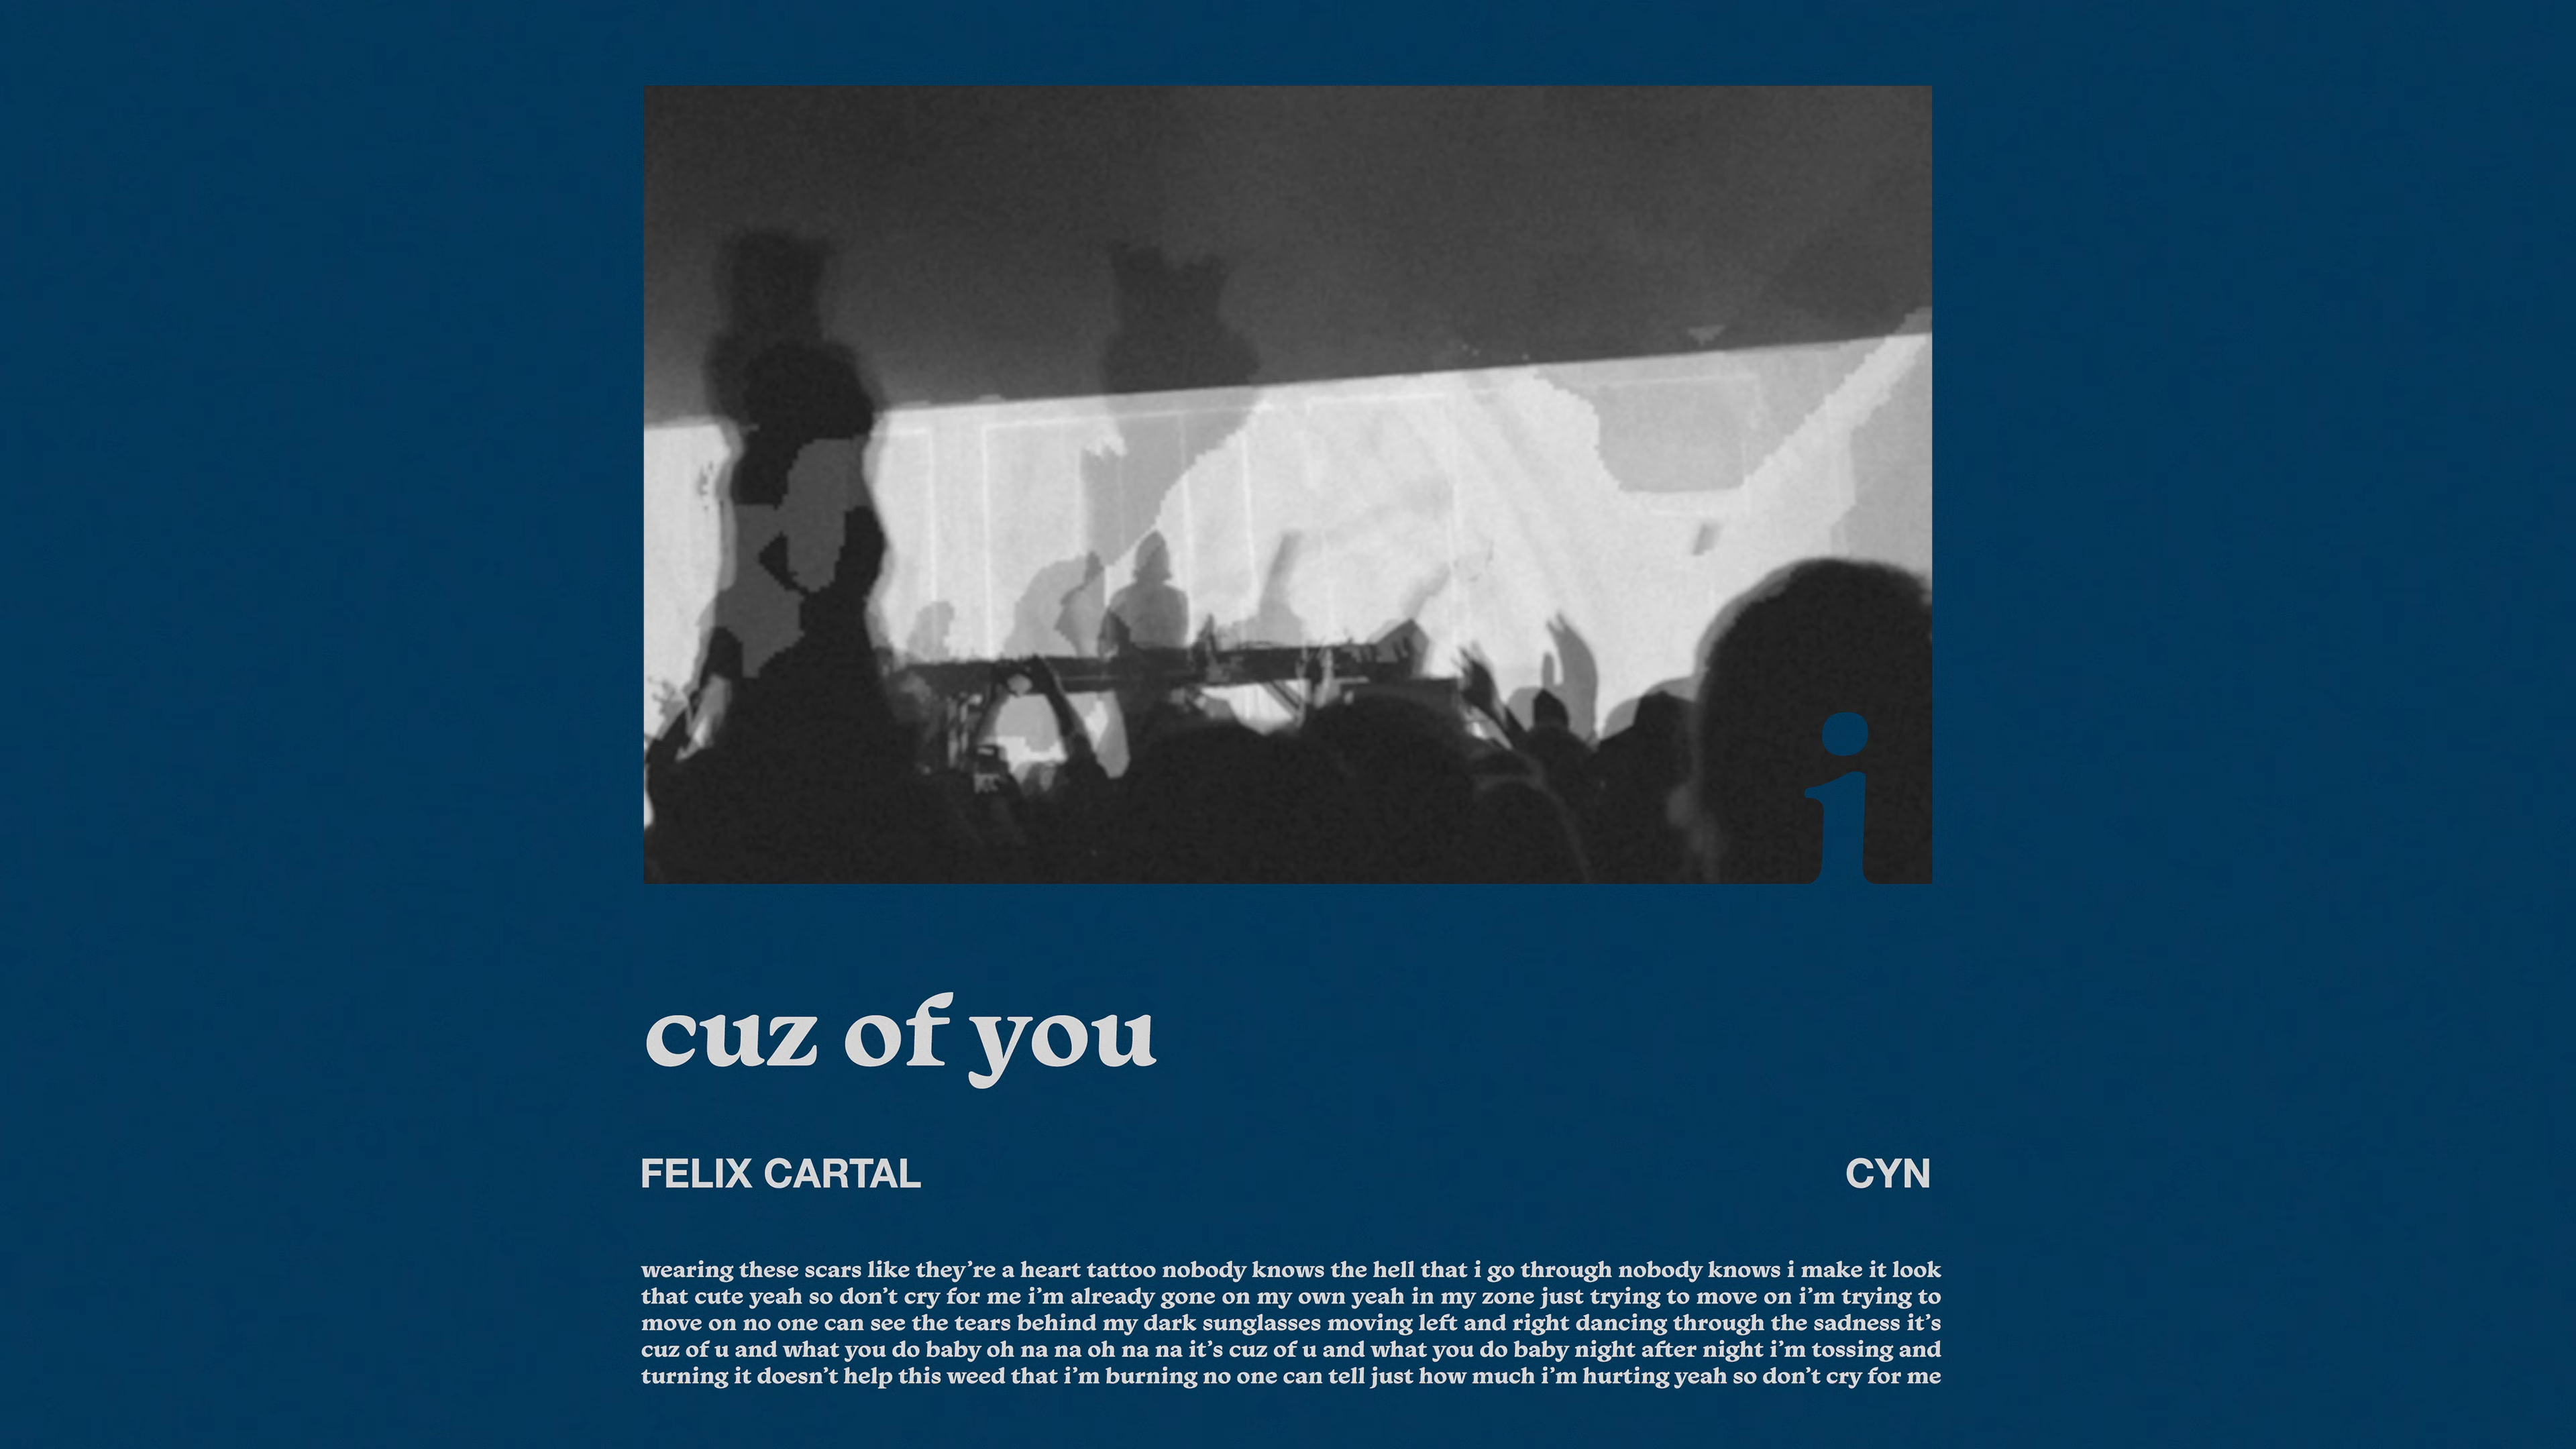 i
cuz of you
FELIX CARTAL
CYN
wearing these scars like they’re a heart tattoo nobody knows the hell that i go through nobody knows i make it look
that cute yeah so don’t cry for me i’m already gone on my own yeah in my zone just trying to move on i’m trying to
move on no one can see the tears behind my dark sunglasses moving left and right dancing through the sadness it’s
cuz of u and what you do baby oh na na oh na na it’s cuz of u and what you do baby night after night i’m tossing and
turning it doesn’t help this weed that i’m burning no one can tell just how much i’m hurting yeah so don’t cry for me